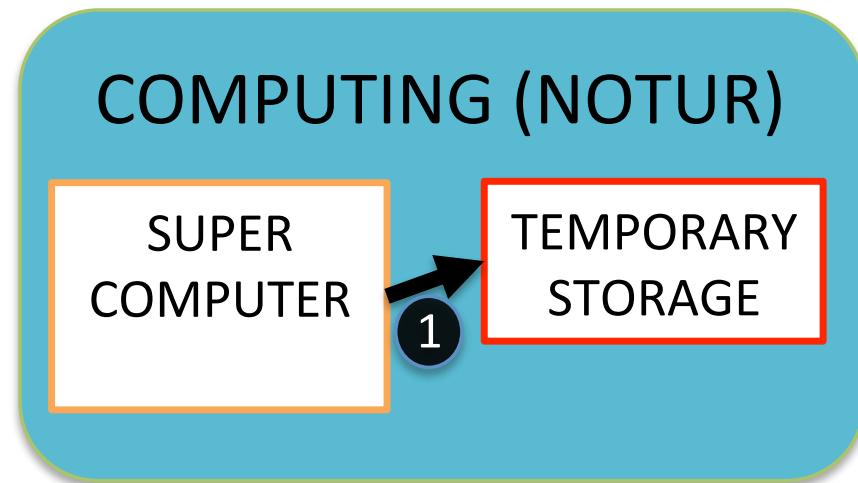 COMPUTING (NOTUR)
SUPER
COMPUTER
TEMPORARY
STORAGE
1